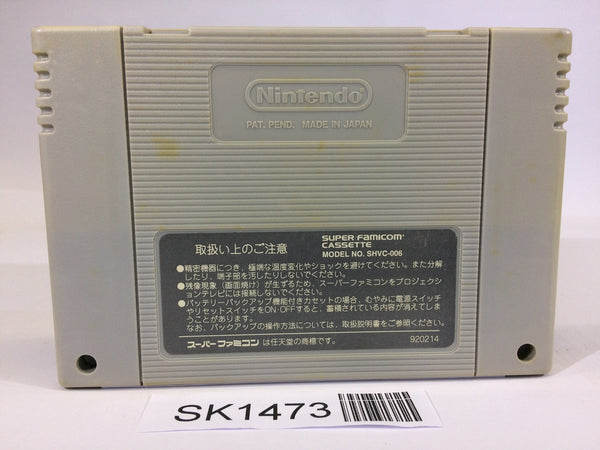 Nintendo
PAT. PEND. MADE IN JAPAN
取扱い上のご注意
SUPER FAMICOM
CASSETTE
MODEL NO. SHVC-006
●精密機器につき、極端な温度変化やショックを避けてください。また分解
したり、端子部を汚したりしないでください。
●残像現象（画面焼け）が生ずるため、スーパーファミコンをプロジェクシ
ョンテレビには接続しないでください。
●バッテリーバックアップ機能付きカセットの場合、むやみに電源スイッチ
やリセットスイッチをON・OFFすると、蓄積されている内容が消えてしま
うことがあります。
なお、バックアップの操作方法については、取扱説明書をご参照ください。
スーパーファミコンは任天堂の商標です。
920214
SK1473